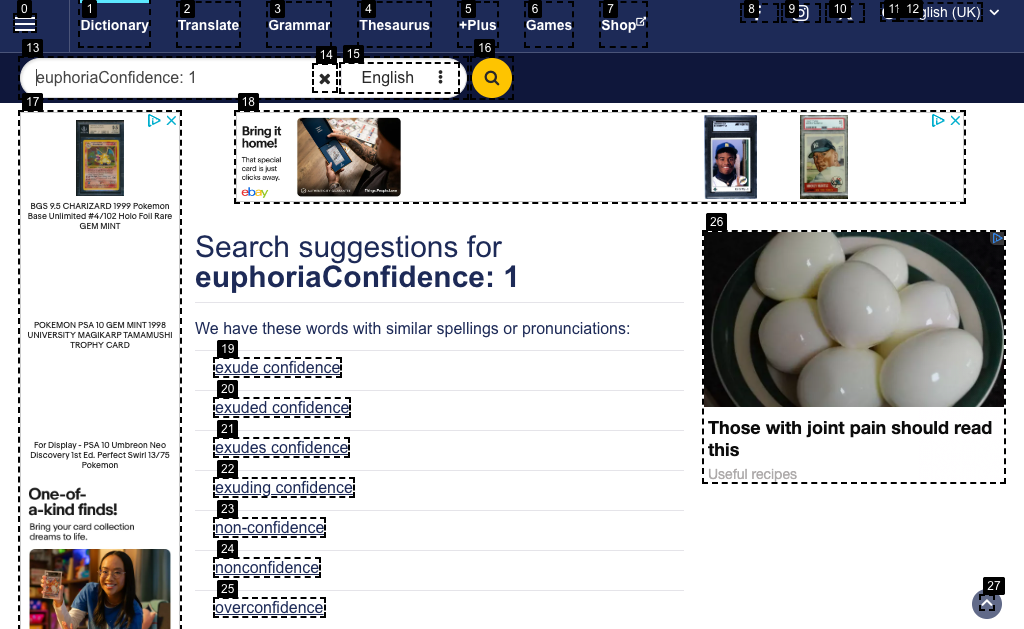 0
1
2
3
4
5
6
7
8
9
10
11
12
Dictionary
Translate
Grammar
Thesaurus
+Plus
Games
Shop
glish (UK)
13
14
15
16
euphoriaConfidence: 1
English
17
18
BGS 9.5 CHARIZARD 1999 Pokemon
Base Unlimited #4/102 Holo Foil Rare
GEM MINT
POKEMON PSA 10 GEM MINT 1998
UNIVERSITY MAGIKARP TAMAMUSHI
TROPHY CARD
For Display - PSA 10 Umbreon Neo
Discovery 1st Ed. Perfect Swirl 13/75
Pokemon
One-of-
a-kind finds!
Bring your card collection
dreams to life.
Bring it
home!
That special
card is just
clicks away.
ebay
Things. People. Love.
Search suggestions for
euphoriaConfidence: 1
We have these words with similar spellings or pronunciations:
19
exude confidence
20
exuded confidence
21
exudes confidence
22
exuding confidence
23
non-confidence
24
nonconfidence
25
overconfidence
26
Those with joint pain should read
this
Useful recipes
27